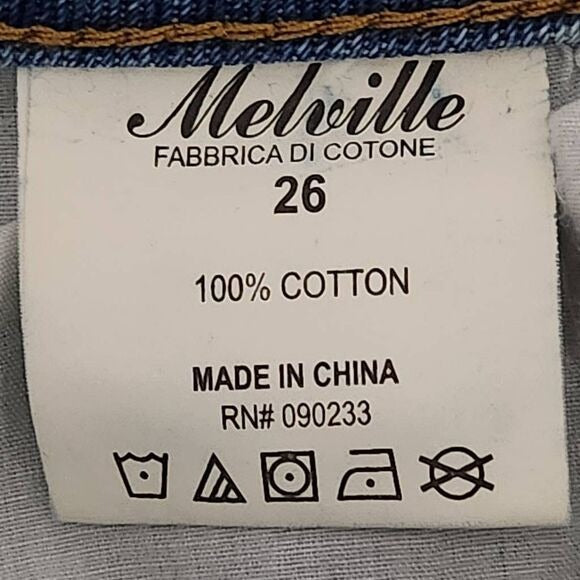 Melville
FABBRICA DI COTONE
26
100% COTTON
MADE IN CHINA
RN# 090233